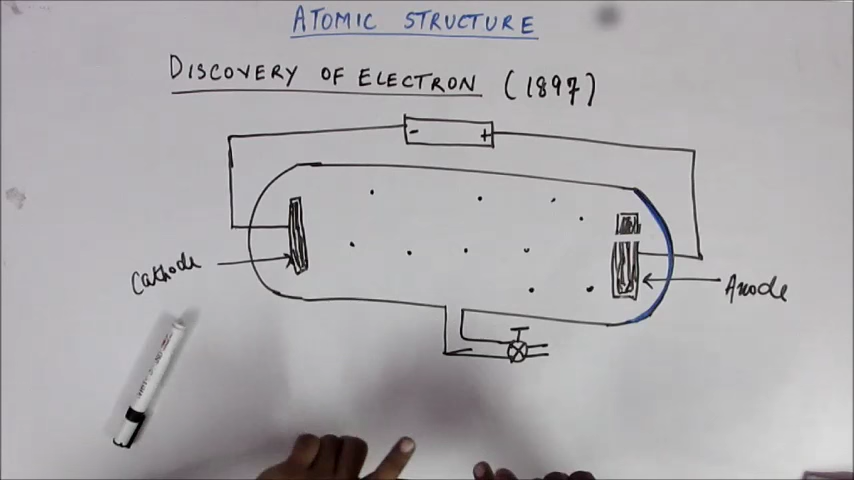 ATOMIC STRUCTURE
DISCOVERY OF ELECTRON (1897)
- +
Cathode
Anode